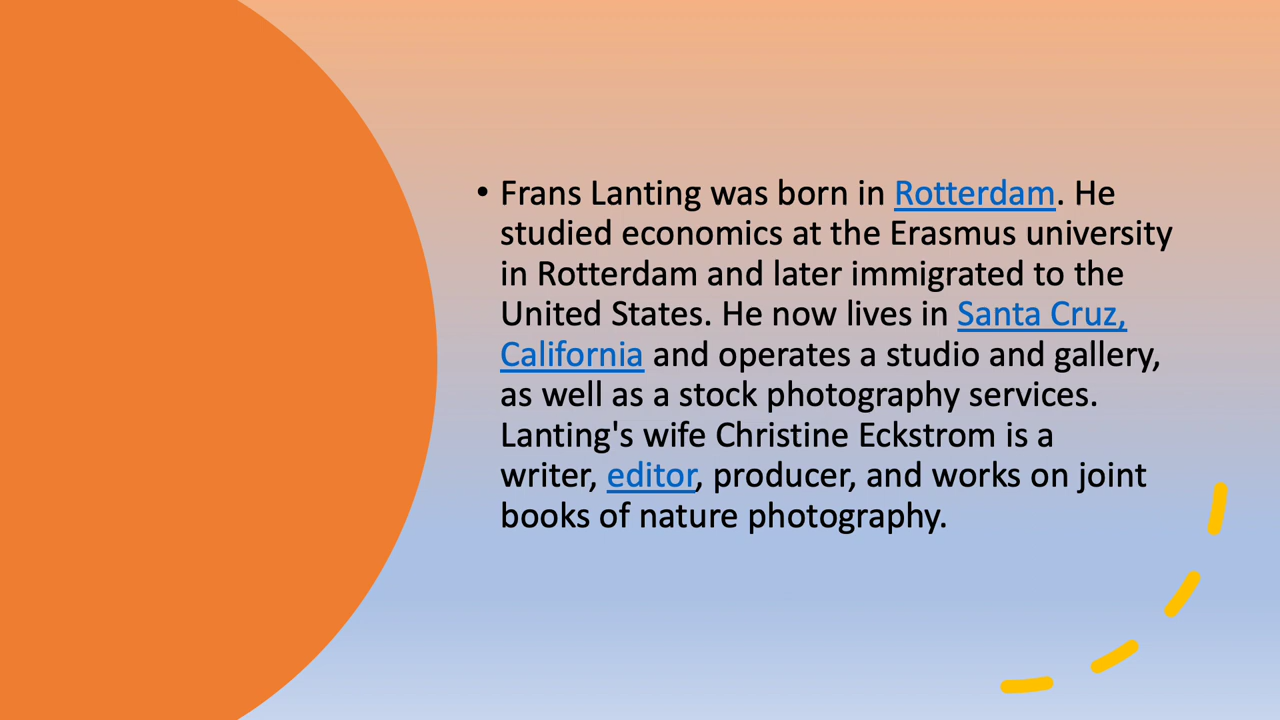 • Frans Lanting was born in Rotterdam. He
studied economics at the Erasmus university
in Rotterdam and later immigrated to the
United States. He now lives in Santa Cruz,
California and operates a studio and gallery,
as well as a stock photography services.
Lanting's wife Christine Eckstrom is a
writer, editor, producer, and works on joint
books of nature photography.